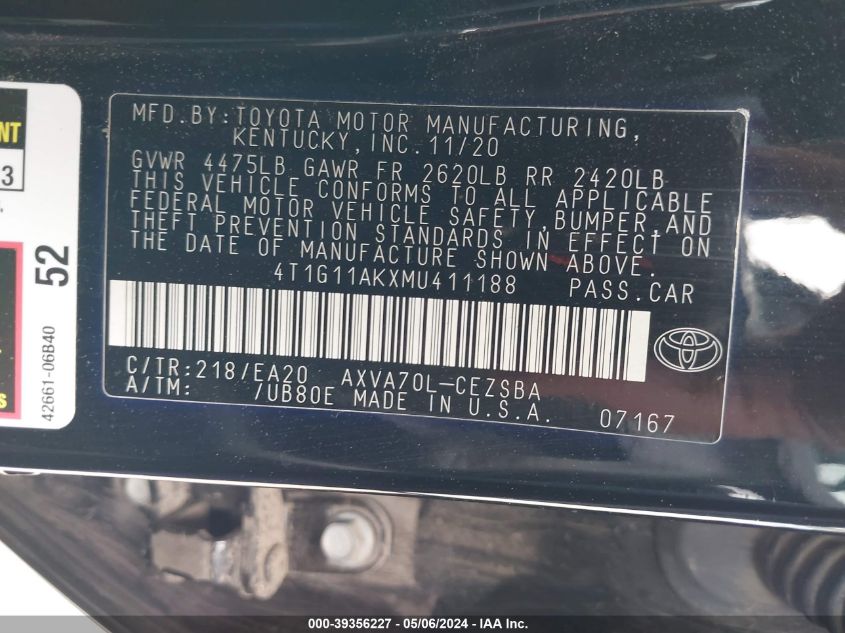 NT
3
52
42661-06B40
s
MFD. BY: TOYOTA MOTOR MANUFACTURING,
KENTUCKY, INC. 11/20
GVWR 4475LB GAWR FR 2620LB RR 2420LB
THIS VEHICLE CONFORMS TO ALL APPLICABLE
FEDERAL MOTOR VEHICLE SAFETY, BUMPER, AND
THEFT PREVENTION STANDARDS IN EFFECT ON
THE DATE OF MANUFACTURE SHOWN ABOVE.
4T1G11AKXMU411188 PASS.CAR
C/TR:218/EA20 AXVA70L-CEZSBA
A/TM: /UB80E MADE IN U.S.A. 07167
000-39356227 - 05/06/2024 - IAA Inc.